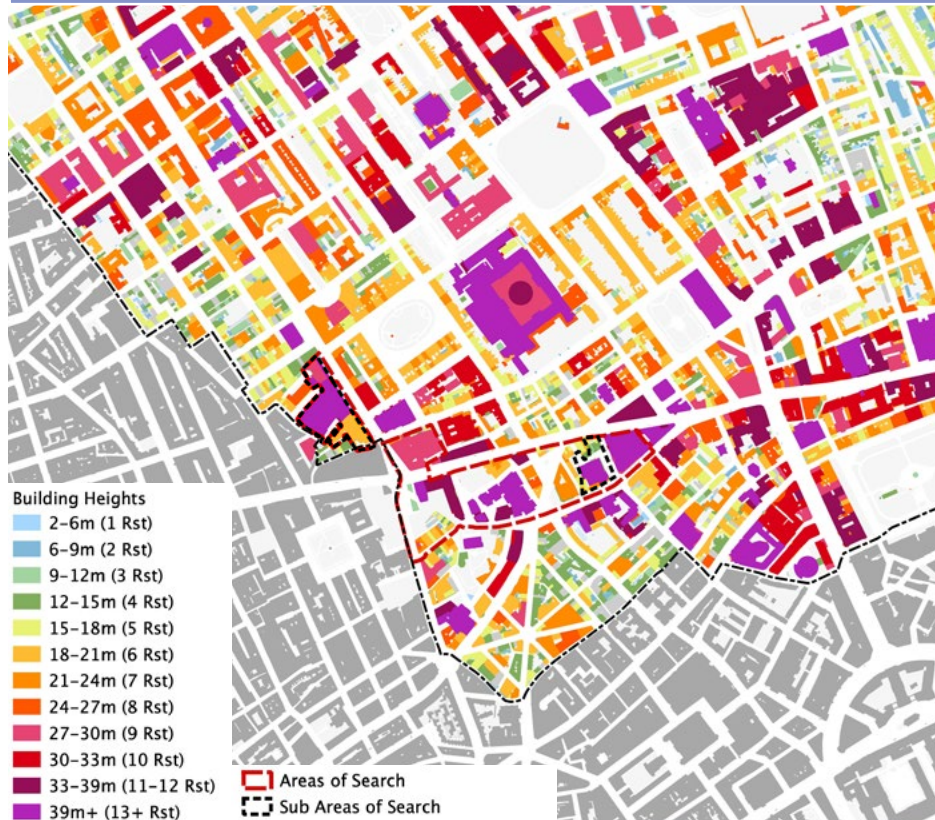 Building Heights
2-6m (1 Rst)
6-9m (2 Rst)
9-12m (3 Rst)
12-15m (4 Rst)
15-18m (5 Rst)
18-21m (6 Rst)
21-24m (7 Rst)
24-27m (8 Rst)
27-30m (9 Rst)
30-33m (10 Rst)
33-39m (11-12 Rst)
39m+ (13+ Rst)
Areas of Search
Sub Areas of Search